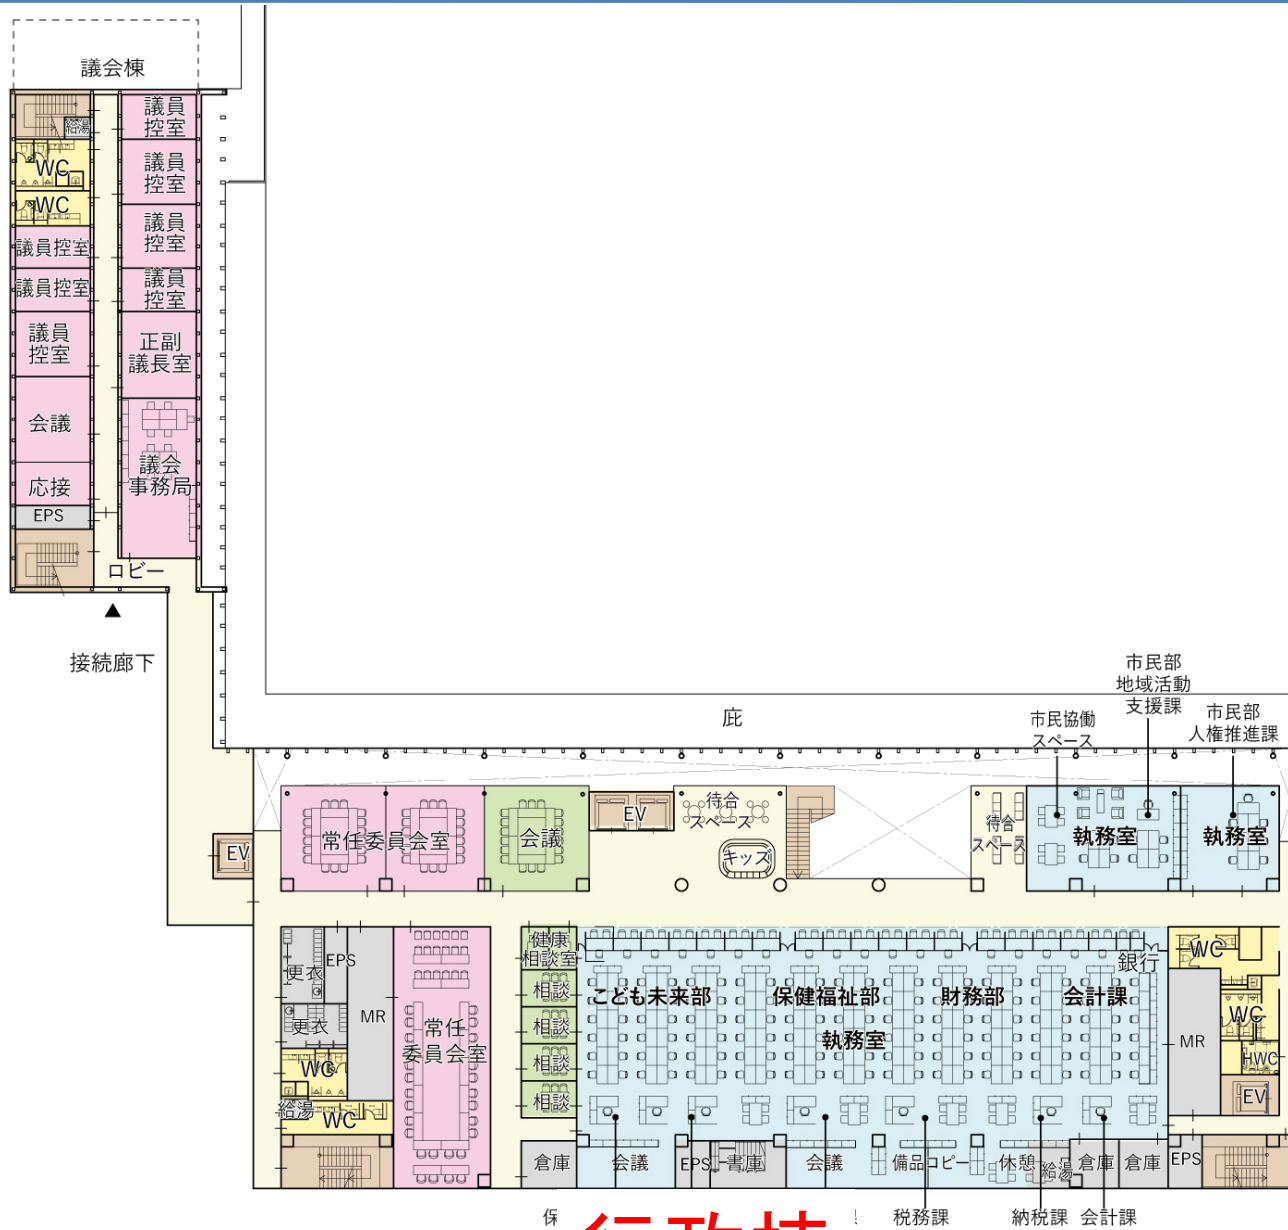 議会棟
議員
控室
給湯
WC
議員
控室
WC
議員
控室
議員控室
議員控室
議員
控室
議員
控室
正副
議長室
会議
議会
事務局
応接
EPS
ロビー
接続廊下
庇
市民協働
スペース
市民部
地域活動
支援課
市民部
人権推進課
常任委員会室
会議
EV
EV
待合
スペース
キッズ
待合
スペース
執務室
執務室
更衣
EPS
更衣
MR
WC
給湯
WC
常任
委員会室
健康
相談室
相談
相談
相談
相談
こども未来部
保健福祉部
財務部
会計課
執務室
銀行
WC
WC
MR
HWC
EV
倉庫
会議
EPS
書庫
会議
備品コピー
休憩
給湯
倉庫
倉庫
EPS
税務課
納税課
会計課